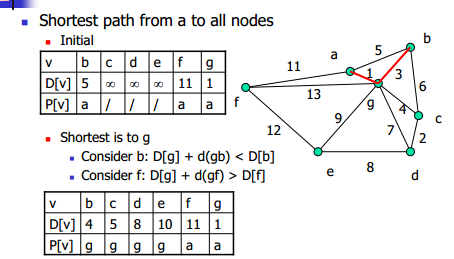 Shortest path from a to all nodes
Initial
v b c d e f g
D[v] 5 ∞ ∞ ∞ 11 1
P[v] a / / / a a
Shortest is to g
Consider b: D[g] + d(gb) < D[b]
Consider f: D[g] + d(gf) > D[f]
v b c d e f g
D[v] 4 5 8 10 11 1
P[v] g g g g a a
b
a 5
11 1 3
13 6
f g 4 c
9 7
12 2
e 8 d